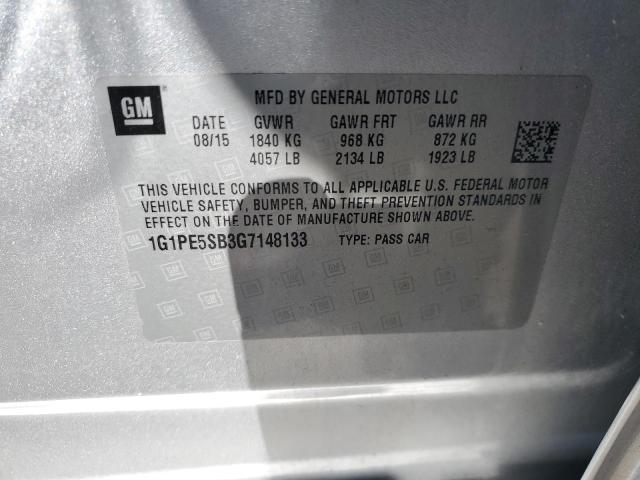 GM
MFD BY GENERAL MOTORS LLC
DATE GVWR GAWR FRT GAWR RR
08/15 1840 KG 968 KG 872 KG
4057 LB 2134 LB 1923 LB
THIS VEHICLE CONFORMS TO ALL APPLICABLE U.S. FEDERAL MOTOR
VEHICLE SAFETY, BUMPER, AND THEFT PREVENTION STANDARDS IN
EFFECT ON THE DATE OF MANUFACTURE SHOWN ABOVE.
1G1PE5SB3G7148133 TYPE: PASS CAR